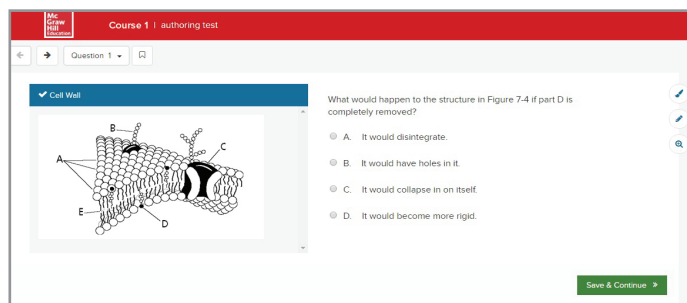 Mc
Graw
Hill
Education
Course 1 | authoring test
Question 1
Cell Wall
B
C
A
E
D
What would happen to the structure in Figure 7-4 if part D is
completely removed?
A. It would disintegrate.
B. It would have holes in it.
C. It would collapse in on itself.
D. It would become more rigid.
Save & Continue »